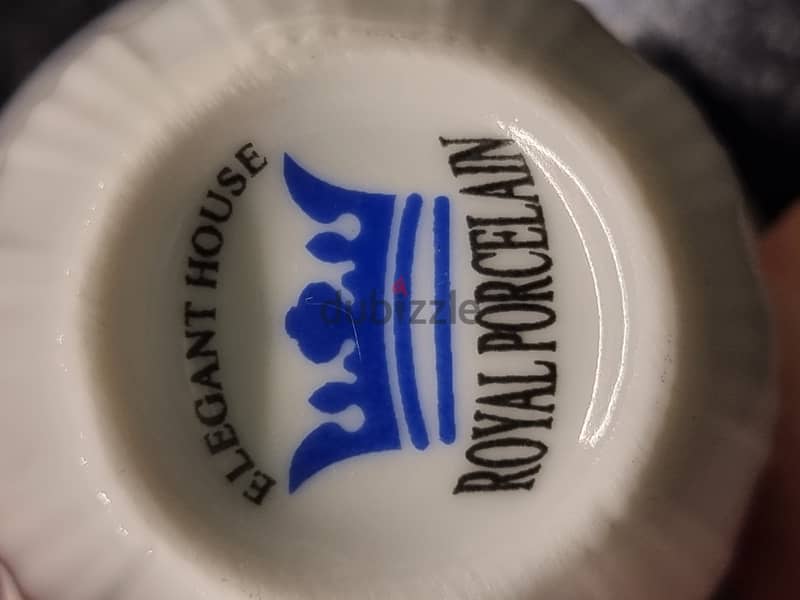 ELEGANT HOUSE
ROYAL PORCELAIN
dubizzle